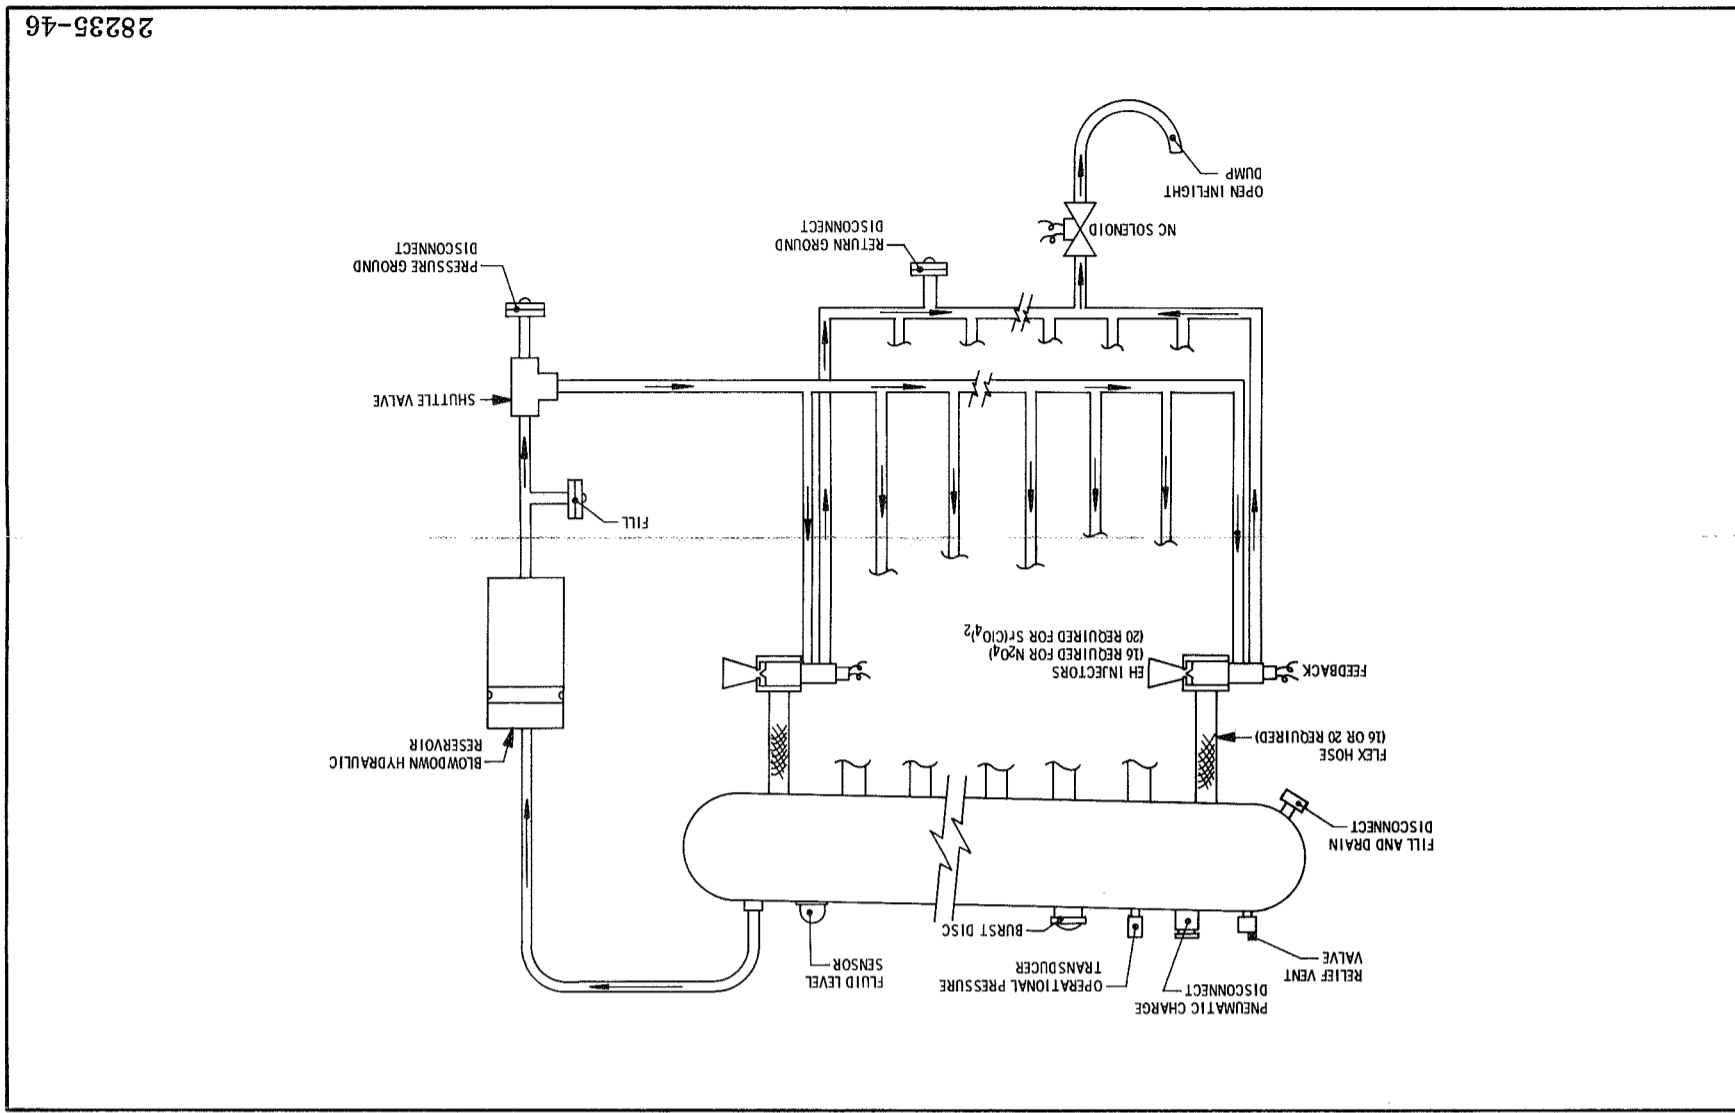 RELIEF VENT
VALVE
PNEUMATIC CHARGE
DISCONNECT
OPERATIONAL PRESSURE
TRANSDUCER
BURST DISC
FLUID LEVEL
SENSOR
FILL AND DRAIN
DISCONNECT
FLEX HOSE
(16 OR 20 REQUIRED)
BLOWDOWN HYDRAULIC
RESERVOIR
FEEDBACK
EH INJECTORS
(16 REQUIRED FOR N2O4)
(20 REQUIRED FOR Sr(ClO4)2
FILL
SHUTTLE VALVE
PRESSURE GROUND
DISCONNECT
RETURN GROUND
DISCONNECT
NC SOLENOID
OPEN INFLIGHT
DUMP
28235-46